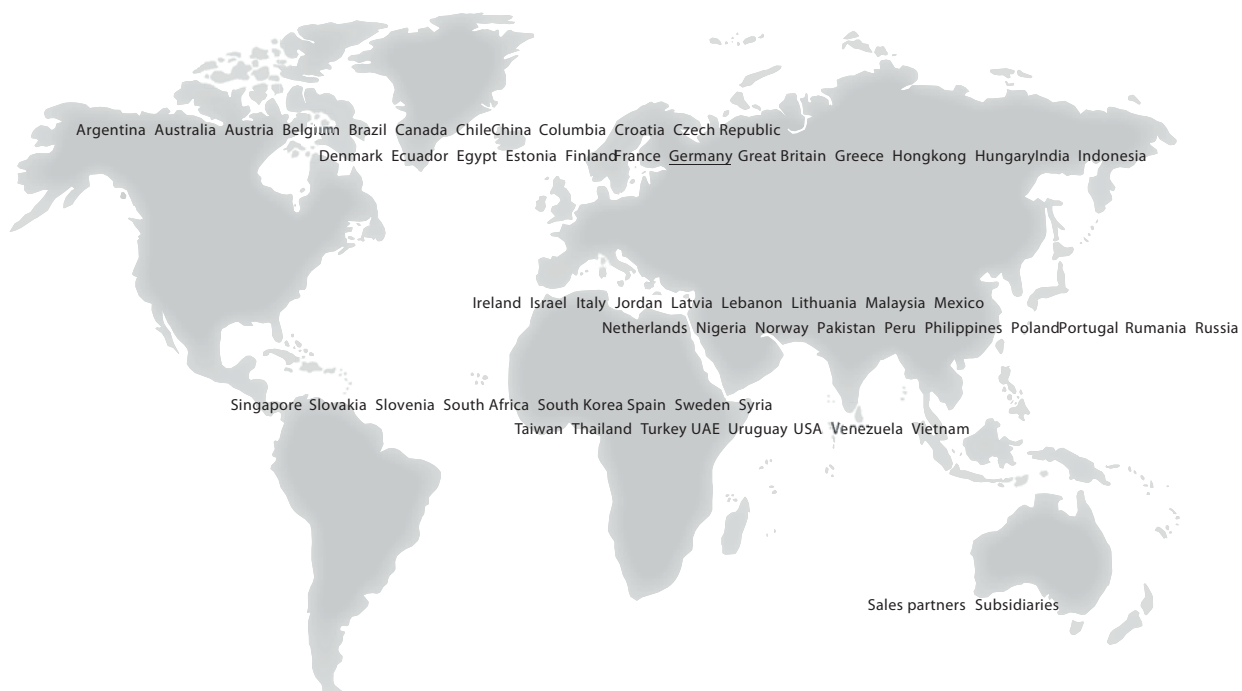 Argentina Australia Austria Belgium Brazil Canada ChileChina Columbia Croatia Czech Republic
Denmark Ecuador Egypt Estonia FinlandFrance Germany Great Britain Greece Hongkong HungaryIndia Indonesia
Ireland Israel Italy Jordan Latvia Lebanon Lithuania Malaysia Mexico
Netherlands Nigeria Norway Pakistan Peru Philippines PolandPortugal Rumania Russia
Singapore Slovakia Slovenia South Africa South Korea Spain Sweden Syria
Taiwan Thailand Turkey UAE Uruguay USA Venezuela Vietnam
Sales partners Subsidiaries